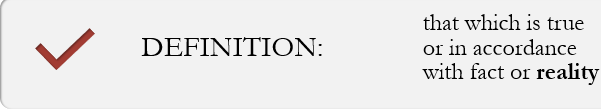 DEFINITION:
that which is true
or in accordance
with fact or reality